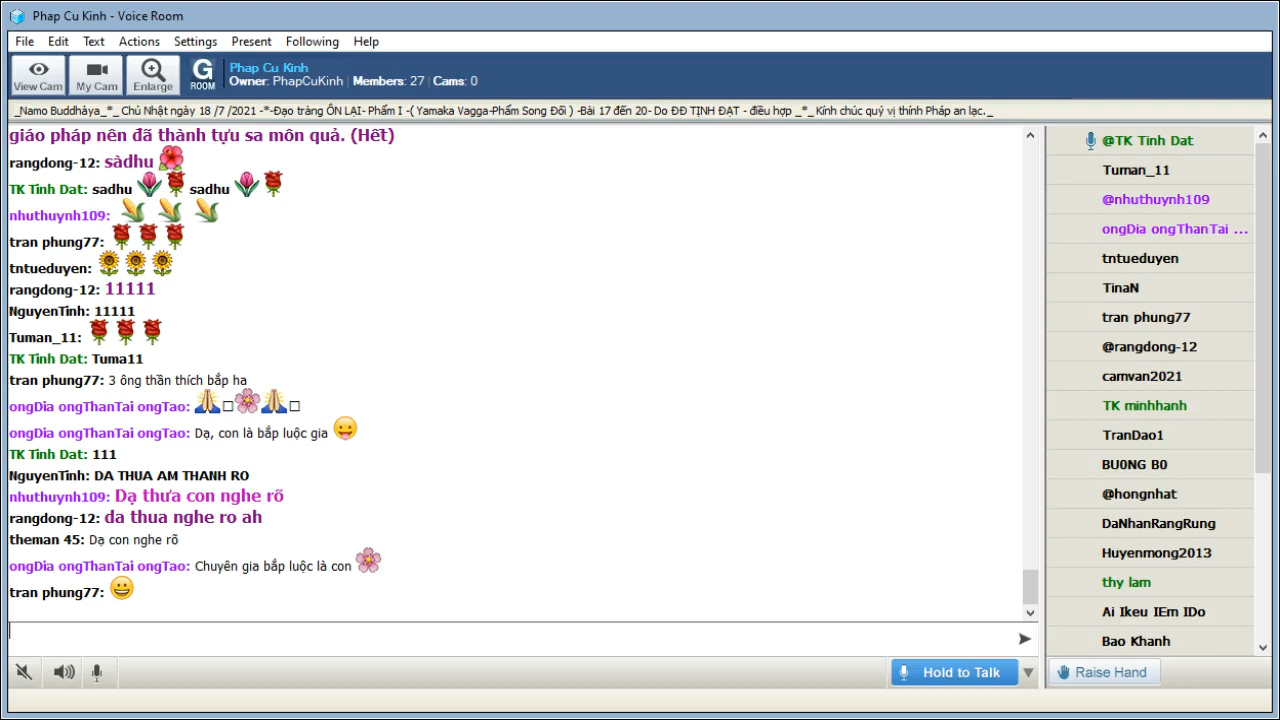 Phap Cu Kinh - Voice Room
File Edit Text Actions Settings Present Following Help
View Cam My Cam Enlarge G ROOM
Phap Cu Kinh
Owner: PhapCuKinh | Members: 27 | Cams: 0
_Namo Buddhàya_*_ Chủ Nhật ngày 18 /7 /2021 -*-Đạo tràng ÔN LẠI- Phẩm I -( Yamaka Vagga-Phẩm Song Đối ) -Bài 17 đến 20- Do ĐĐ TỊNH ĐẠT - điều hợp _*_ Kính chúc quý vị thính Pháp an lạc._
giáo pháp nên đã thành tựu sa môn quả. (Hết)
rangdong-12: sàdhu
TK Tinh Dat: sadhu sadhu
nhuthuynh109:
tran phung77:
tntueduyen:
rangdong-12: 11111
NguyenTinh: 11111
Tuman_11:
TK Tinh Dat: Tuma11
tran phung77: 3 ông thần thích bắp ha
ongDia ongThanTai ongTao:
ongDia ongThanTai ongTao: Dạ, con là bắp luộc gia
TK Tinh Dat: 111
NguyenTinh: DA THUA AM THANH RO
nhuthuynh109: Dạ thưa con nghe rõ
rangdong-12: da thua nghe ro ah
theman 45: Dạ con nghe rõ
ongDia ongThanTai ongTao: Chuyên gia bắp luộc là con
tran phung77:
@TK Tinh Dat
Tuman_11
@nhuthuynh109
ongDia ongThanTai ...
tntueduyen
TinaN
tran phung77
@rangdong-12
camvan2021
TK minhhanh
TranDao1
BU0NG B0
@hongnhat
DaNhanRangRung
Huyenmong2013
thy lam
Ai Ikeu IEm IDo
Bao Khanh
Hold to Talk
Raise Hand